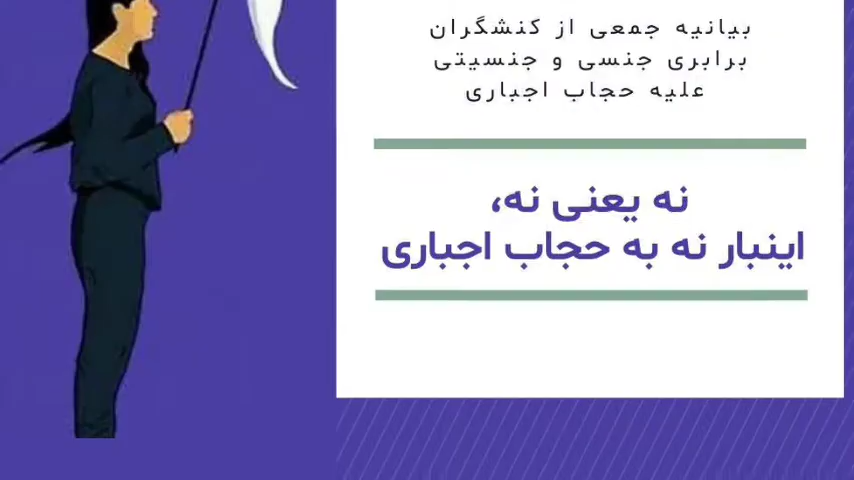 بیانیه جمعی از کنشگران
برابری جنسی و جنسیتی
علیه حجاب اجباری
نه یعنی نه،
اینبار نه به حجاب اجباری